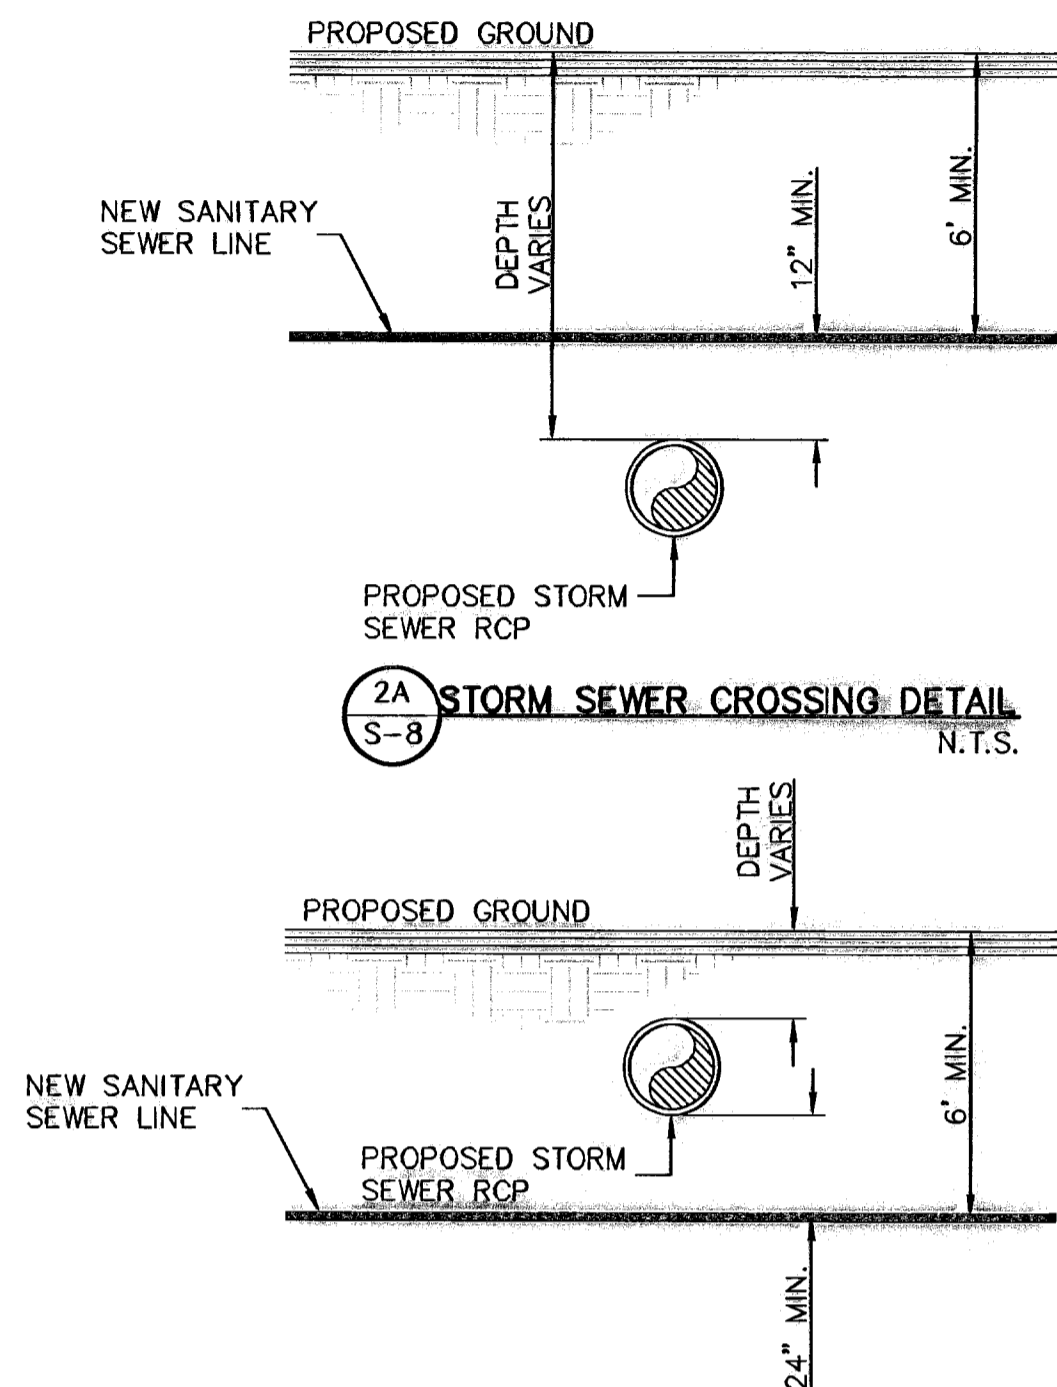 PROPOSED GROUND
NEW SANITARY
SEWER LINE
DEPTH
VARIES
12" MIN.
6' MIN.
PROPOSED STORM
SEWER RCP
2A
S-8
STORM SEWER CROSSING DETAIL
N.T.S.
DEPTH
VARIES
PROPOSED GROUND
NEW SANITARY
SEWER LINE
6' MIN.
PROPOSED STORM
SEWER RCP
24" MIN.